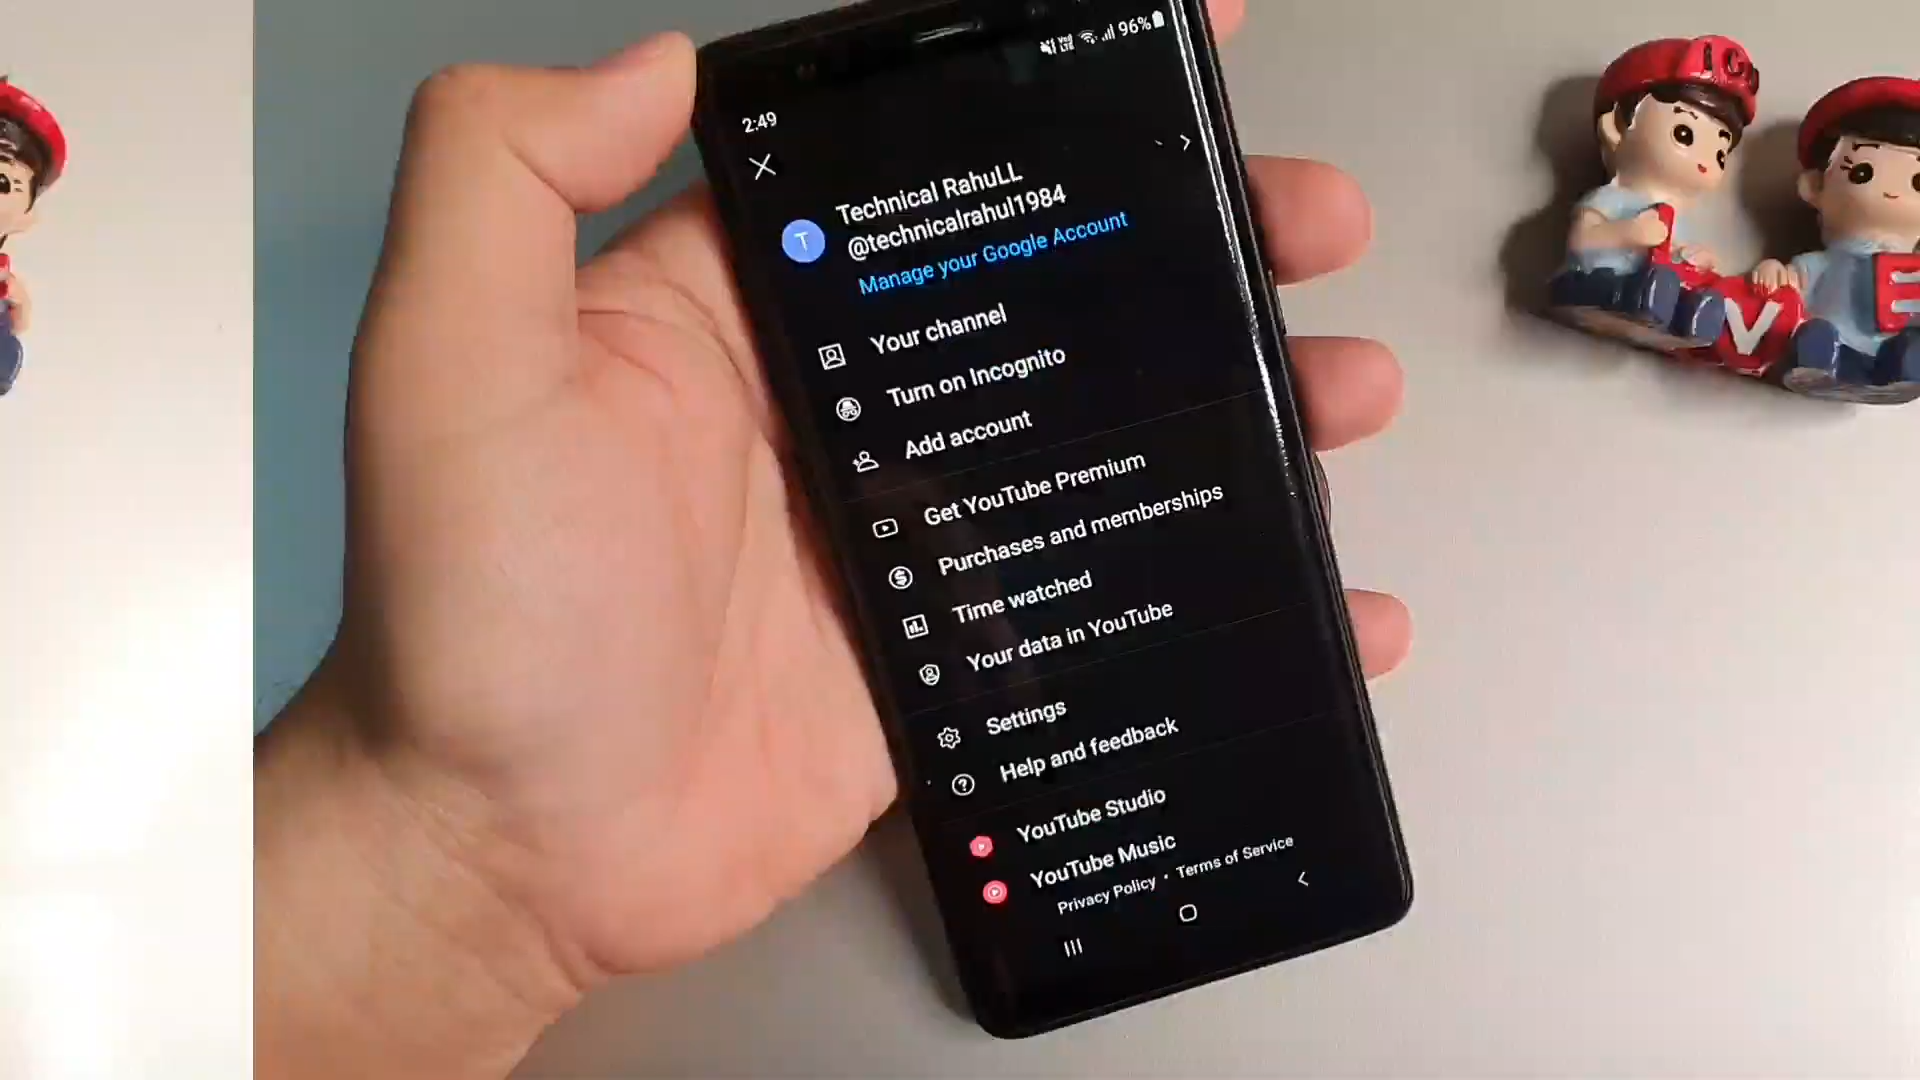 96%
2:49
Technical RahuLL
@technicalrahul1984
Manage your Google Account
Your channel
Turn on Incognito
Add account
Get YouTube Premium
Purchases and memberships
Time watched
Your data in YouTube
Settings
Help and feedback
YouTube Studio
YouTube Music
Privacy Policy • Terms of Service
V
E